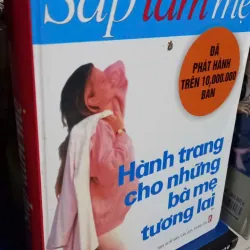 Sắp làm mẹ
ĐÃ
PHÁT HÀNH
TRÊN 10,000.000
BẢN
Hành trang
cho những
bà mẹ
tương lai